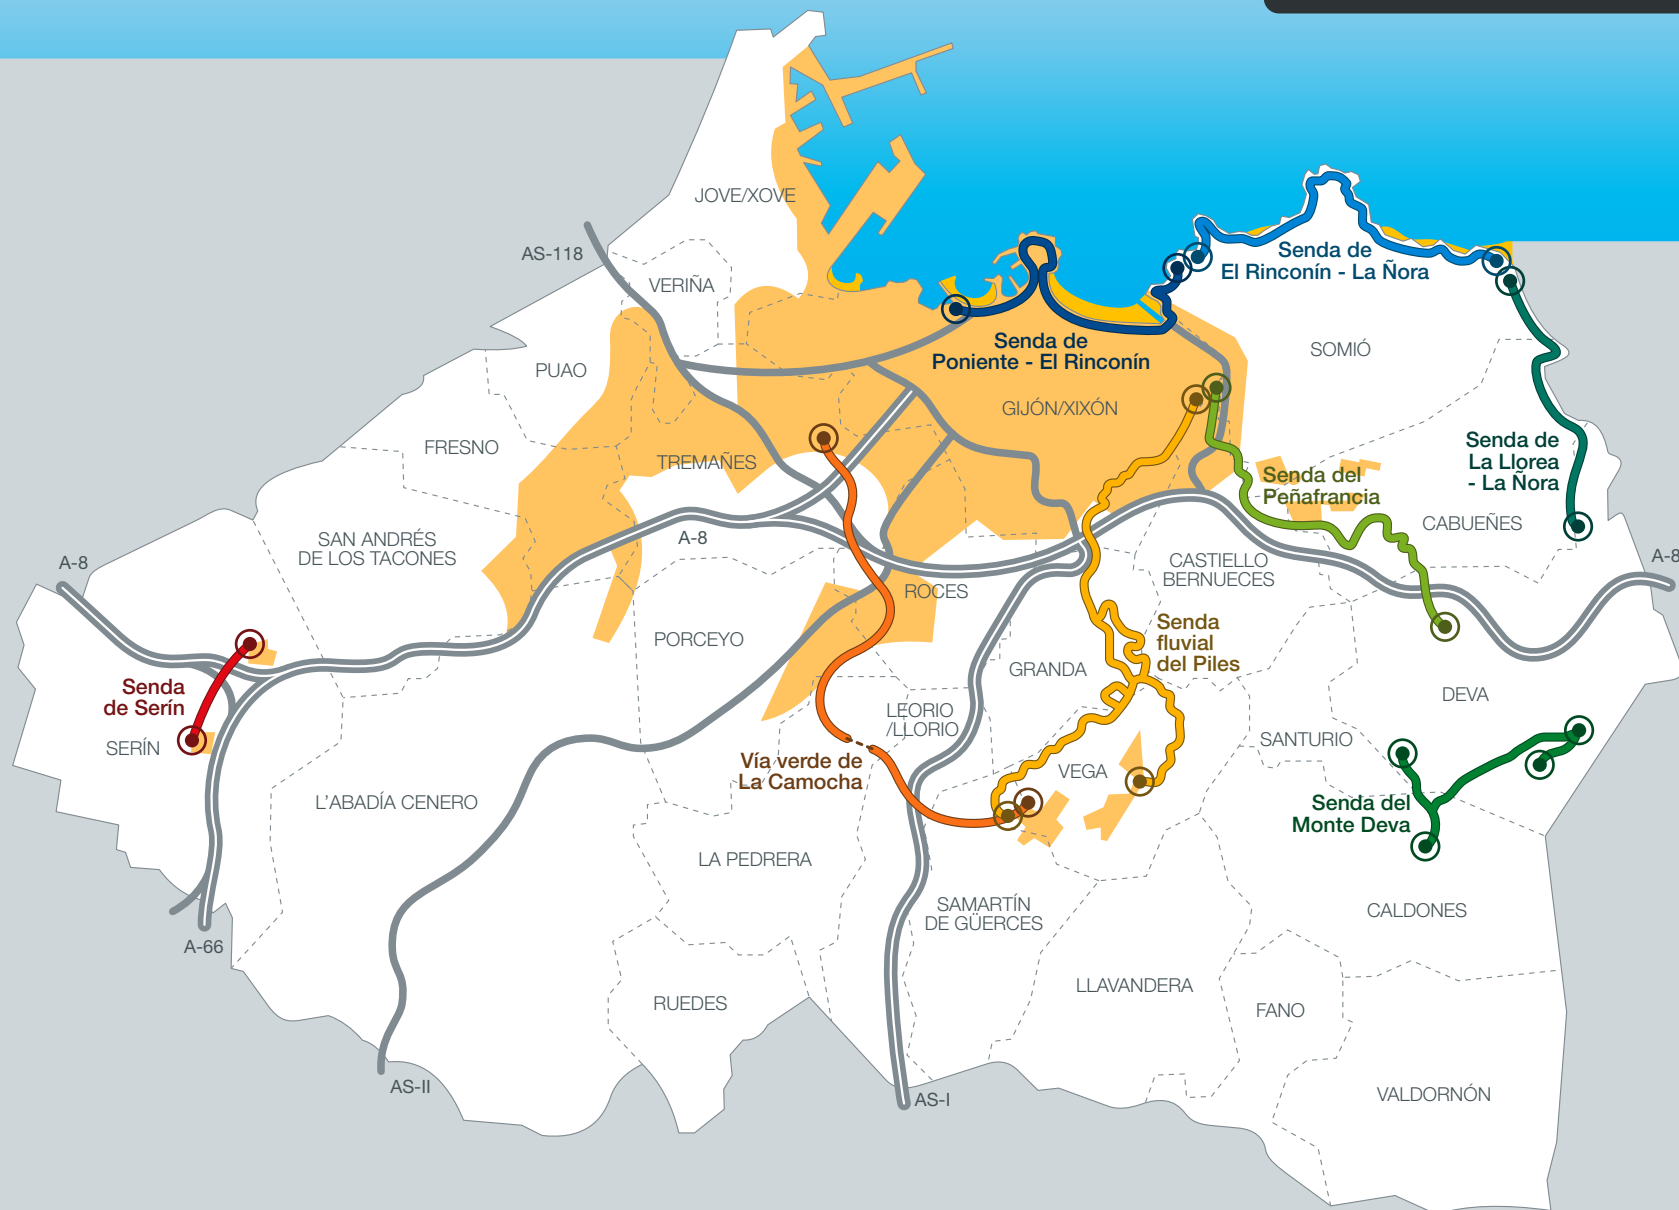 JOVE/XOVE
AS-118
VERIÑA
Senda de
El Rinconín - La Ñora
Senda de
Poniente - El Rinconín
SOMIÓ
PUAO
GIJÓN/XIXÓN
FRESNO
TREMAÑES
Senda de
La Llorea
- La Ñora
Senda del
Peñafrancia
CABUEÑES
SAN ANDRÉS
DE LOS TACONES
A-8
A-8
A-8
CASTIELLO
BERNUECES
ROCES
PORCEYO
Senda
fluvial
del Piles
GRANDA
Senda
de Serín
SERÍN
DEVA
LEORIO
/LLORIO
SANTURIO
Vía verde de
La Camocha
VEGA
L'ABADÍA CENERO
Senda del
Monte Deva
LA PEDRERA
SAMARTÍN
DE GÜERCES
CALDONES
A-66
LLAVANDERA
RUEDES
FANO
AS-II
AS-I
VALDORNÓN